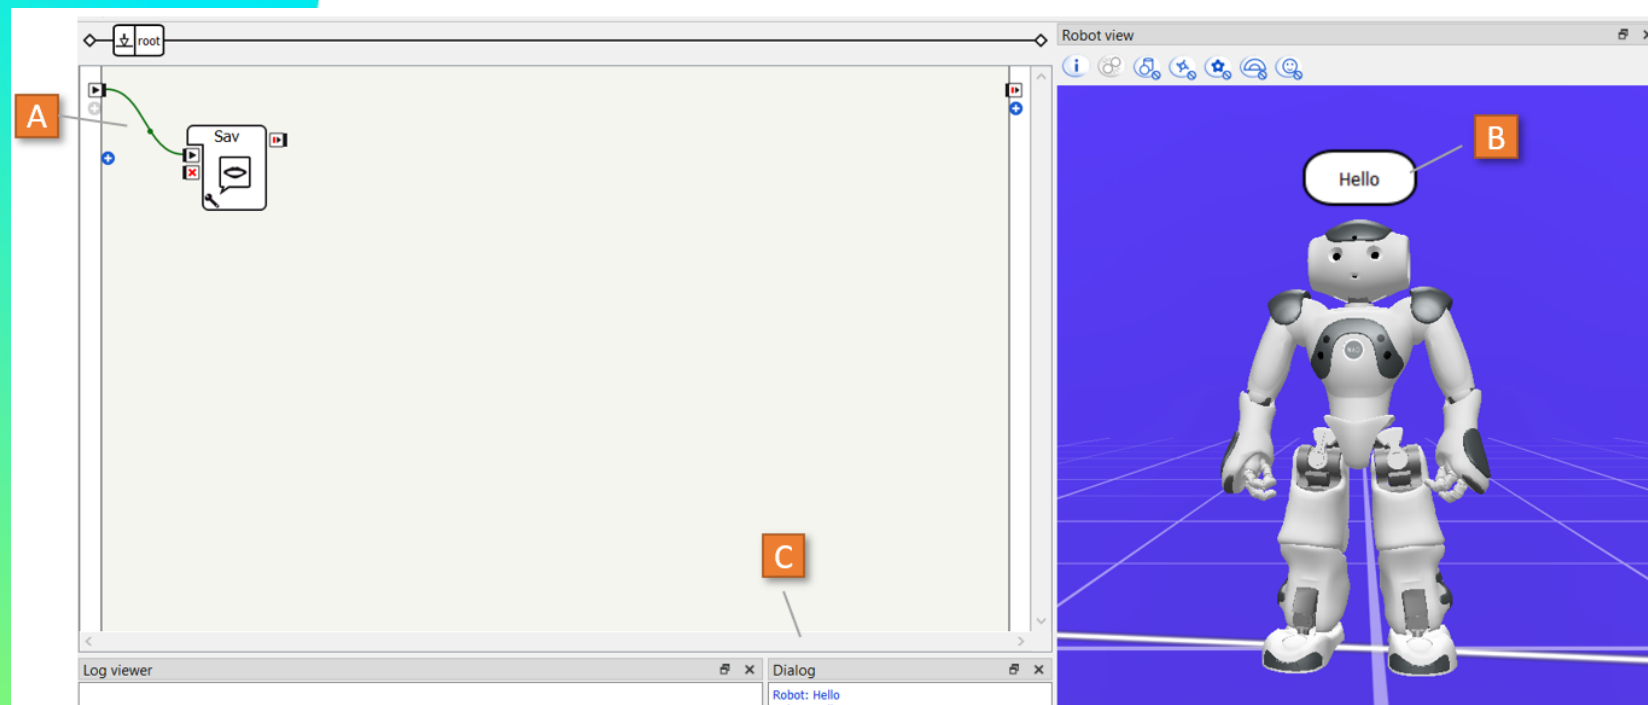 root
Robot view
A
Sav
B
Hello
C
Log viewer
Dialog
Robot: Hello